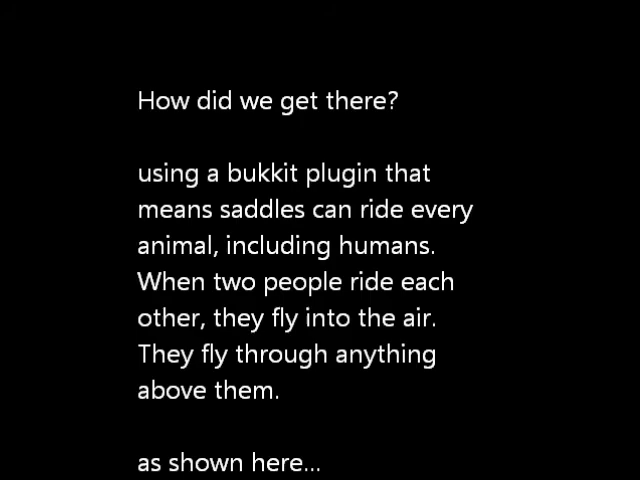 How did we get there?
using a bukkit plugin that
means saddles can ride every
animal, including humans.
When two people ride each
other, they fly into the air.
They fly through anything
above them.
as shown here...